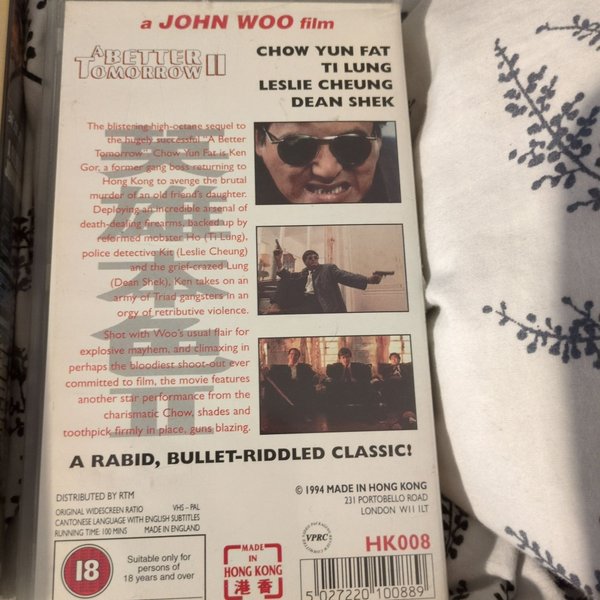 a JOHN WOO film
A BETTER
TOMORROW II
CHOW YUN FAT
TI LUNG
LESLIE CHEUNG
DEAN SHEK
The blistering high-octane sequel to
the hugely successful "A Better
Tomorrow". Chow Yun Fat is Ken
Gor, a former gang boss returning to
Hong Kong to avenge the brutal
murder of an old friend's daughter.
Deploying an incredible arsenal of
death-dealing firearms, backed up by
reformed mobster Ho (Ti Lung),
police detective Kit (Leslie Cheung)
and the grief-crazed Lung
(Dean Shek), Ken takes on an
army of Triad gangsters in an
orgy of retributive violence.
Shot with Woo's usual flair for
explosive mayhem, and climaxing in
perhaps the bloodiest shoot-out ever
committed to film, the movie features
another star performance from the
charismatic Chow, shades and
toothpick firmly in place, guns blazing.
英雄本色II
A RABID, BULLET-RIDDLED CLASSIC!
DISTRIBUTED BY RTM
ORIGINAL WIDESCREEN RATIO VHS – PAL
CANTONESE LANGUAGE WITH ENGLISH SUBTITLES
RUNNING TIME: 100 MINS MADE IN ENGLAND
© 1994 MADE IN HONG KONG
231 PORTOBELLO ROAD
LONDON W11 1LT
18
Suitable only for
persons of
18 years and over
MADE
IN
HONG KONG
港香
VPRC
HK008
5 027220 100889